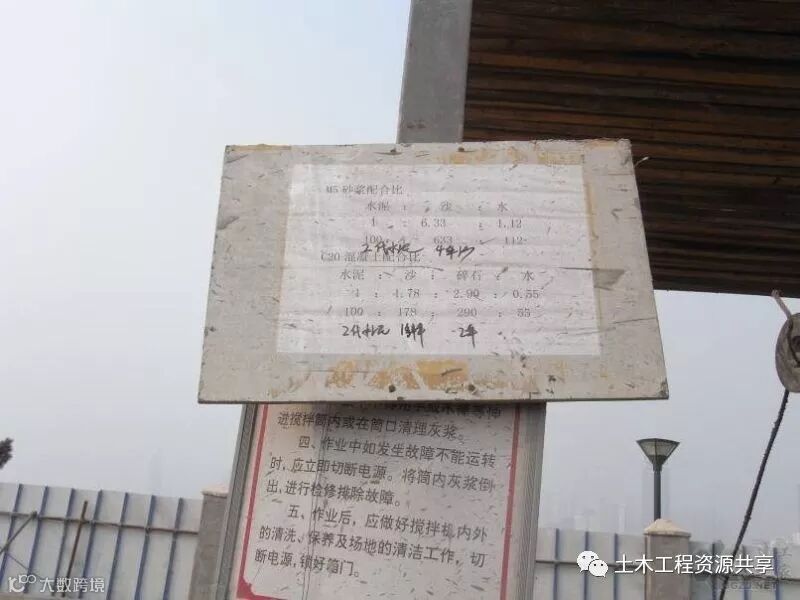 M5 砂浆配合比
水泥 : 沙 : 水
1 : 6.33 : 1.12
100 : 633 : 112
2代水泥 4车沙
C20 混凝土配合比
水泥 : 沙 : 碎石 : 水
1 : 1.78 : 2.90 : 0.55
100 : 178 : 290 : 55
2代水泥
进搅拌筒内或在筒口清理灰浆。
四、作业中如发生故障不能运转
时,应立即切断电源。将筒内灰浆倒
出,进行检修排除故障。
五、作业后,应做好搅拌机内外
的清洗、保养及场地的清洁工作,切
断电源,锁好箱门。
大数跨境
土木工程资源共享